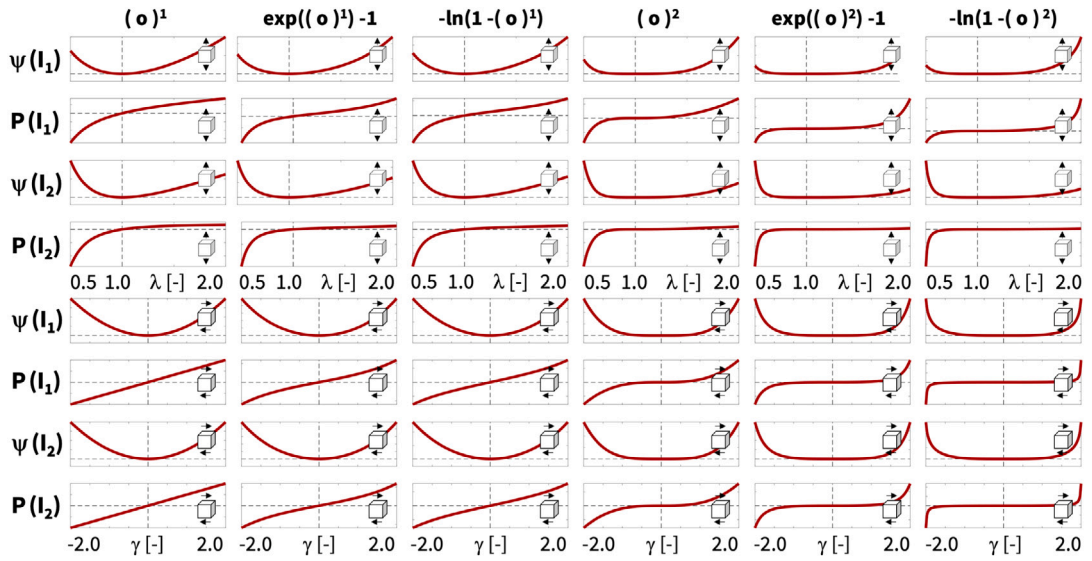 ( o )¹ exp(( o )¹) -1 -ln(1 -( o )¹) ( o )² exp(( o )²) -1 -ln(1 -( o ) ²)
ψ (I₁)
P (I₁)
ψ (I₂)
P (I₂)
0.5 1.0 λ [-] 2.0 0.5 1.0 λ [-] 2.0 0.5 1.0 λ [-] 2.0 0.5 1.0 λ [-] 2.0 0.5 1.0 λ [-] 2.0 0.5 1.0 λ [-] 2.0
ψ (I₁)
P (I₁)
ψ (I₂)
P (I₂)
-2.0 γ [-] 2.0 -2.0 γ [-] 2.0 -2.0 γ [-] 2.0 -2.0 γ [-] 2.0 -2.0 γ [-] 2.0 -2.0 γ [-] 2.0